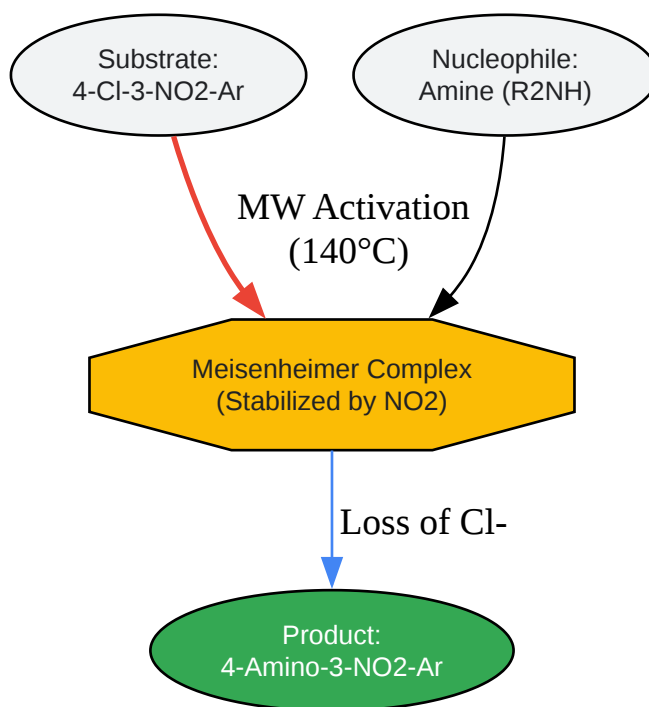 Substrate:
4-Cl-3-NO2-Ar
Nucleophile:
Amine (R2NH)
MW Activation
(140°C)
Meisenheimer Complex
(Stabilized by NO2)
Loss of Cl-
Product:
4-Amino-3-NO2-Ar